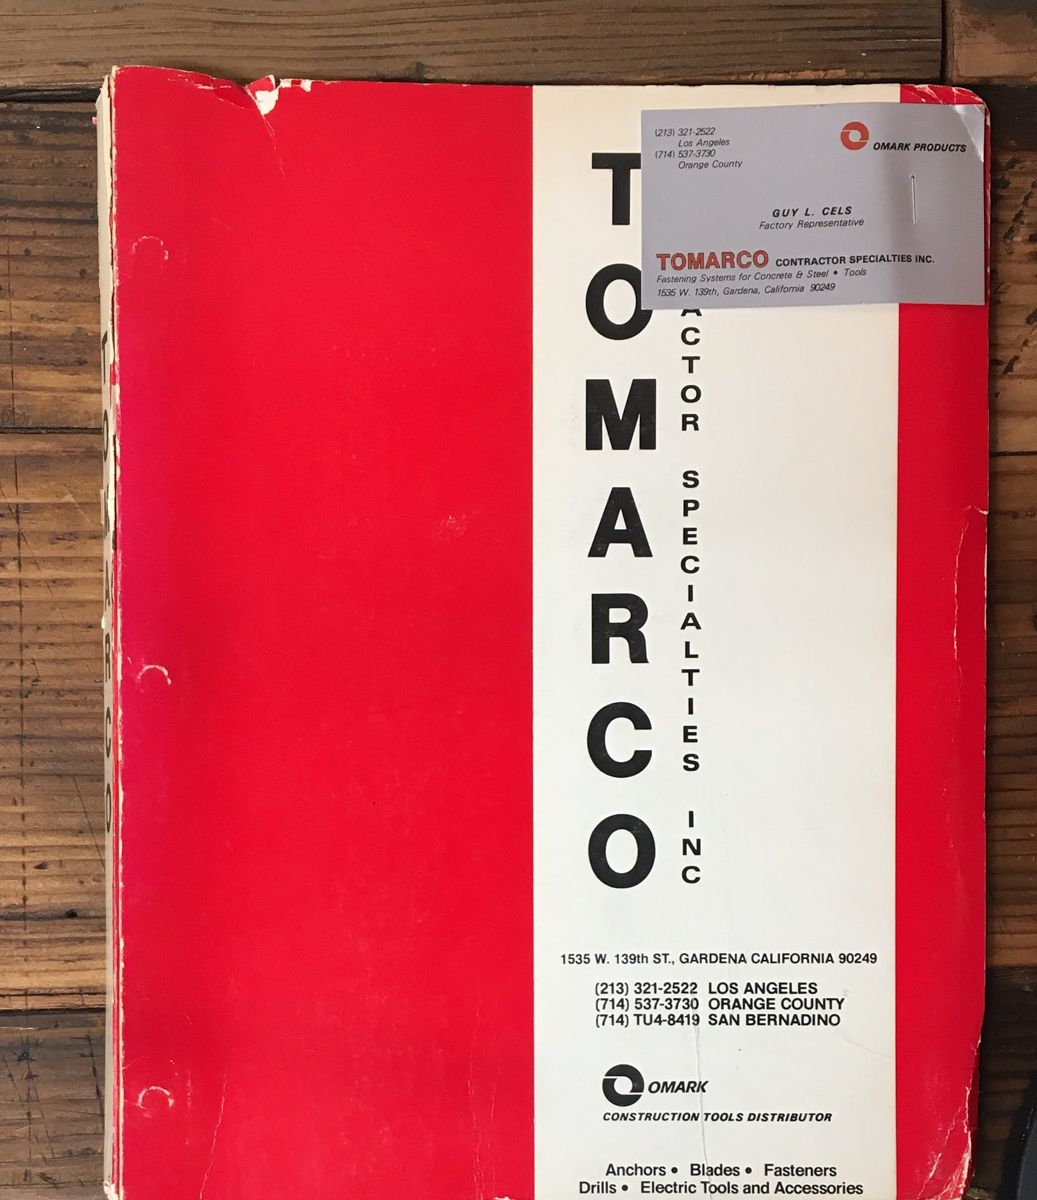 (213) 321-2522
Los Angeles
(714) 537-3730
Orange County
OMARK PRODUCTS
GUY L. CELS
Factory Representative
TOMARCO CONTRACTOR SPECIALTIES INC.
Fastening Systems for Concrete & Steel • Tools
1535 W. 139th, Gardena, California 90249
TOMARCO
ACTOR SPECIALTIES INC
1535 W. 139th ST., GARDENA CALIFORNIA 90249
(213) 321-2522 LOS ANGELES
(714) 537-3730 ORANGE COUNTY
(714) TU4-8419 SAN BERNADINO
OMARK
CONSTRUCTION TOOLS DISTRIBUTOR
Anchors • Blades • Fasteners
Drills • Electric Tools and Accessories